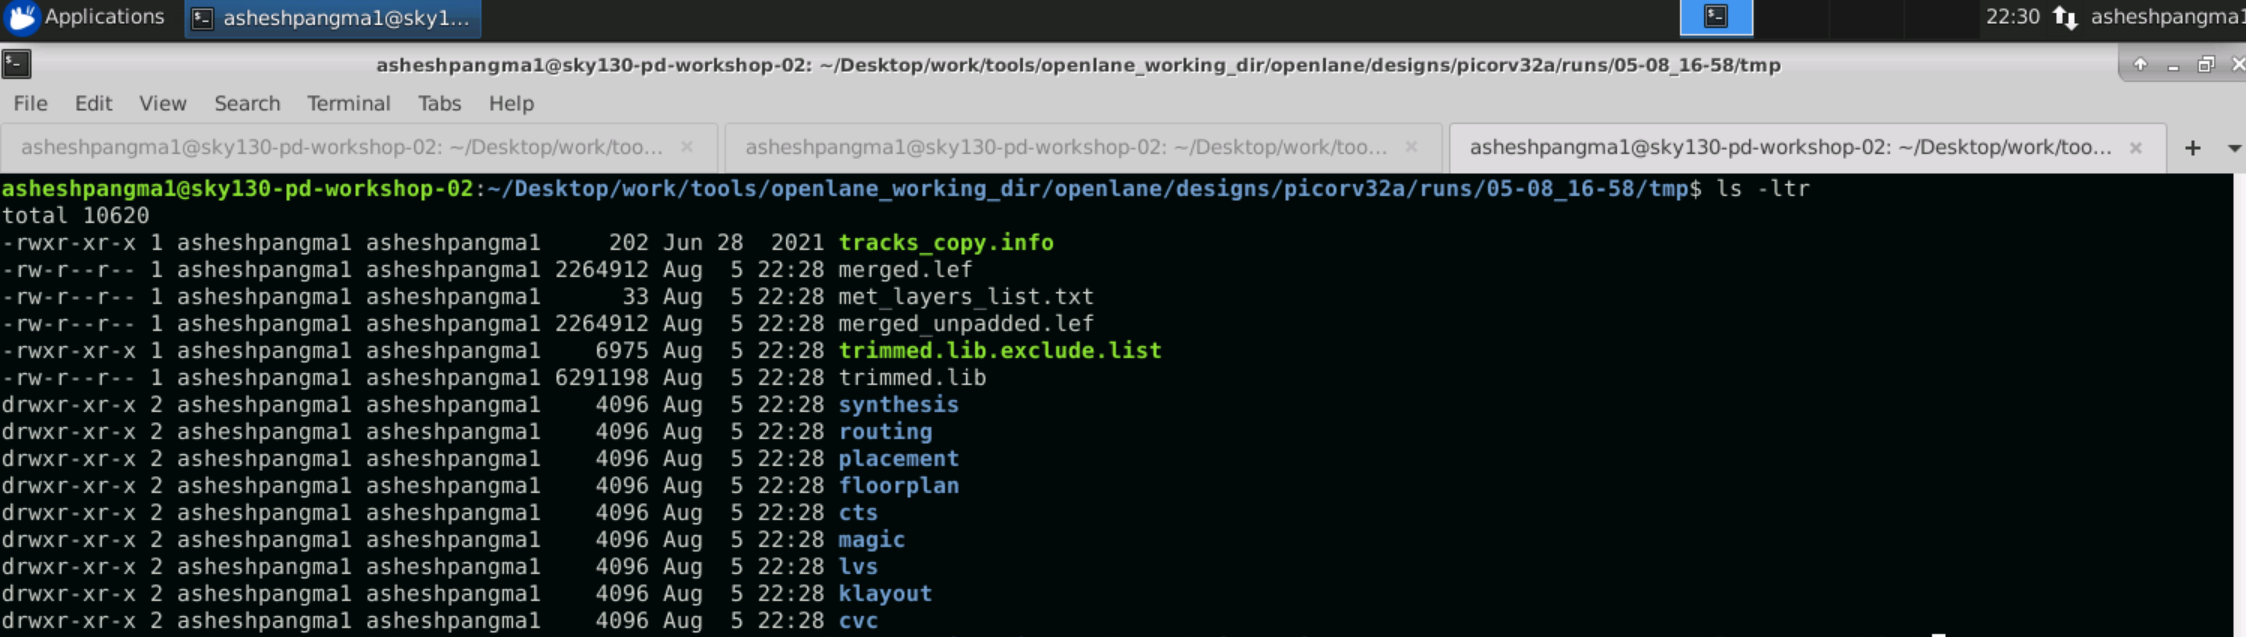 Applications asheshpangma1@sky1... 22:30 asheshpangma1
asheshpangma1@sky130-pd-workshop-02: ~/Desktop/work/tools/openlane_working_dir/openlane/designs/picorv32a/runs/05-08_16-58/tmp
File Edit View Search Terminal Tabs Help
asheshpangma1@sky130-pd-workshop-02: ~/Desktop/work/too... × asheshpangma1@sky130-pd-workshop-02: ~/Desktop/work/too... × asheshpangma1@sky130-pd-workshop-02: ~/Desktop/work/too... × +
asheshpangma1@sky130-pd-workshop-02:~/Desktop/work/tools/openlane_working_dir/openlane/designs/picorv32a/runs/05-08_16-58/tmp$ ls -ltr
total 10620
-rwxr-xr-x 1 asheshpangma1 asheshpangma1     202 Jun 28  2021 tracks_copy.info
-rw-r--r-- 1 asheshpangma1 asheshpangma1 2264912 Aug  5 22:28 merged.lef
-rw-r--r-- 1 asheshpangma1 asheshpangma1      33 Aug  5 22:28 met_layers_list.txt
-rw-r--r-- 1 asheshpangma1 asheshpangma1 2264912 Aug  5 22:28 merged_unpadded.lef
-rwxr-xr-x 1 asheshpangma1 asheshpangma1    6975 Aug  5 22:28 trimmed.lib.exclude.list
-rw-r--r-- 1 asheshpangma1 asheshpangma1 6291198 Aug  5 22:28 trimmed.lib
drwxr-xr-x 2 asheshpangma1 asheshpangma1    4096 Aug  5 22:28 synthesis
drwxr-xr-x 2 asheshpangma1 asheshpangma1    4096 Aug  5 22:28 routing
drwxr-xr-x 2 asheshpangma1 asheshpangma1    4096 Aug  5 22:28 placement
drwxr-xr-x 2 asheshpangma1 asheshpangma1    4096 Aug  5 22:28 floorplan
drwxr-xr-x 2 asheshpangma1 asheshpangma1    4096 Aug  5 22:28 cts
drwxr-xr-x 2 asheshpangma1 asheshpangma1    4096 Aug  5 22:28 magic
drwxr-xr-x 2 asheshpangma1 asheshpangma1    4096 Aug  5 22:28 lvs
drwxr-xr-x 2 asheshpangma1 asheshpangma1    4096 Aug  5 22:28 klayout
drwxr-xr-x 2 asheshpangma1 asheshpangma1    4096 Aug  5 22:28 cvc